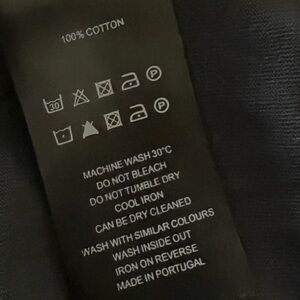 100% COTTON
30 P
P
MACHINE WASH 30°C
DO NOT BLEACH
DO NOT TUMBLE DRY
COOL IRON
CAN BE DRY CLEANED
WASH WITH SIMILAR COLOURS
WASH INSIDE OUT
IRON ON REVERSE
MADE IN PORTUGAL